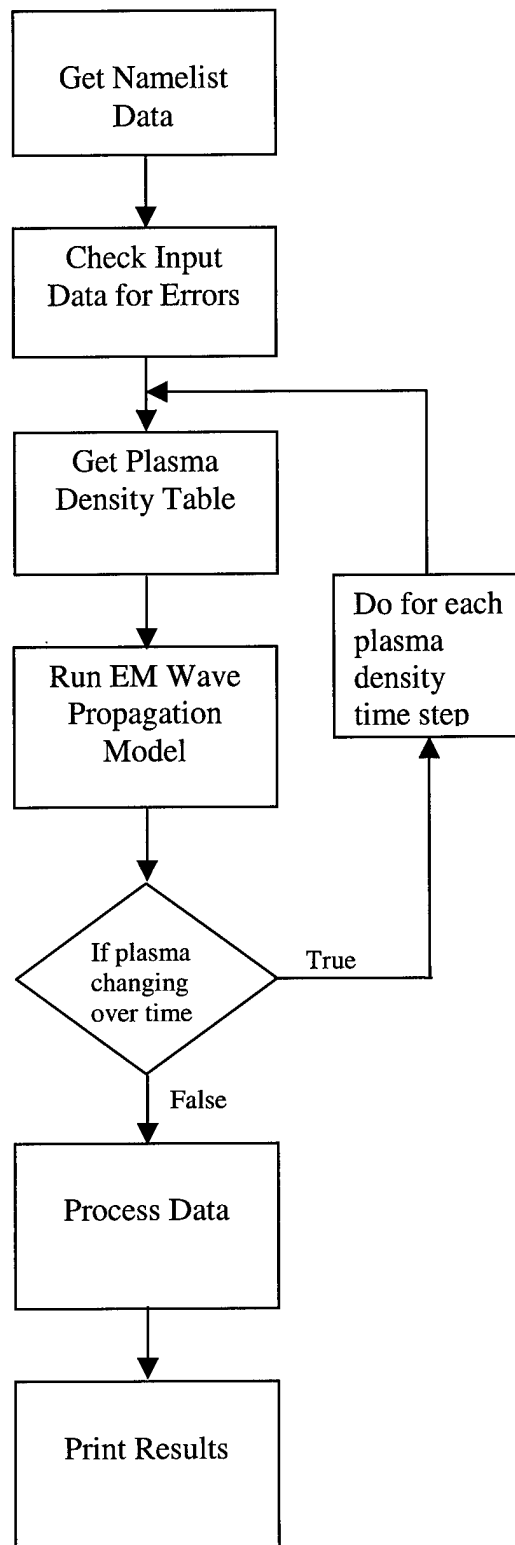 Get Namelist
Data
Check Input
Data for Errors
Get Plasma
Density Table
Do for each
plasma
density
time step
Run EM Wave
Propagation
Model
If plasma
changing
over time
True
False
Process Data
Print Results